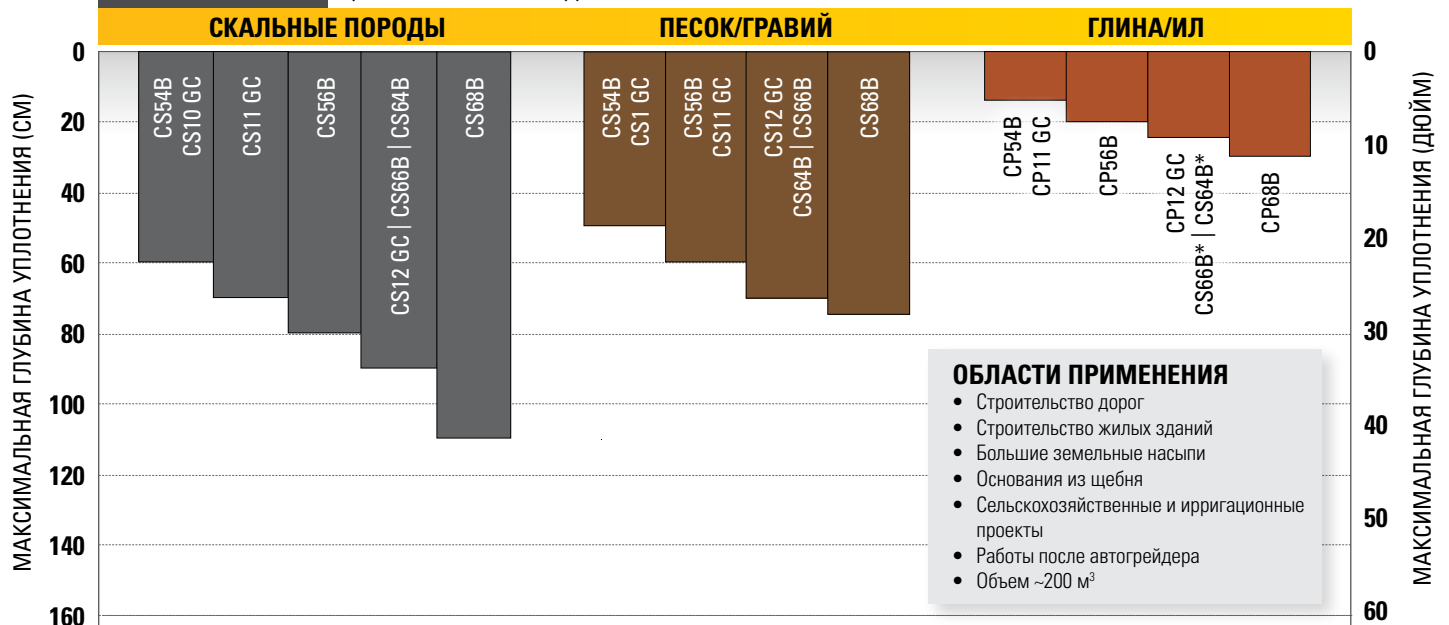 СКАЛЬНЫЕ ПОРОДЫ
ПЕСОК/ГРАВИЙ
ГЛИНА/ИЛ
МАКСИМАЛЬНАЯ ГЛУБИНА УПЛОТНЕНИЯ (СМ)
0
20
40
60
80
100
120
140
160
CS54B
CS10 GC
CS11 GC
CS56B
CS12 GC | CS66B | CS64B
CS68B
CS54B
CS1 GC
CS56B
CS11 GC
CS12 GC
CS64B | CS66B
CS68B
CP54B
CP11 GC
CP56B
CP12 GC
CS66B* | CS64B*
CP68B
0
10
20
30
40
50
60
МАКСИМАЛЬНАЯ ГЛУБИНА УПЛОТНЕНИЯ (ДЮЙМ)
ОБЛАСТИ ПРИМЕНЕНИЯ
• Строительство дорог
• Строительство жилых зданий
• Большие земельные насыпи
• Основания из щебня
• Сельскохозяйственные и ирригационные
проекты
• Работы после автогрейдера
• Объем ~200 м³